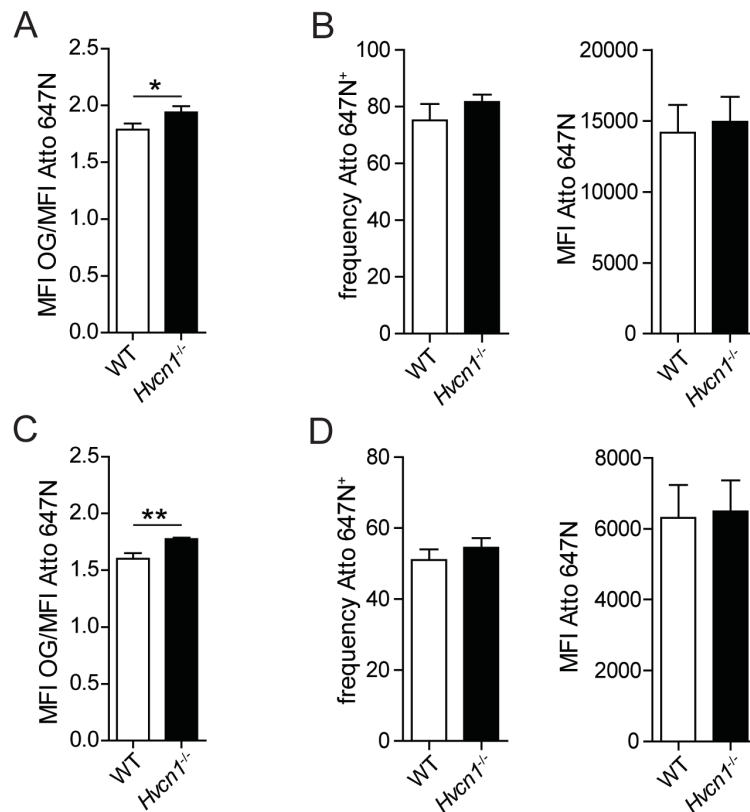 A
MFI OG/MFI Atto 647N
2.5
2.0
1.5
1.0
0.5
0.0
*
WT
Hvcn1-/-
B
frequency Atto 647N+
100
80
60
40
20
0
WT
Hvcn1-/-
MFI Atto 647N
20000
15000
10000
5000
0
WT
Hvcn1-/-
C
MFI OG/MFI Atto 647N
2.5
2.0
1.5
1.0
0.5
0.0
**
WT
Hvcn1-/-
D
frequency Atto 647N+
80
60
40
20
0
WT
Hvcn1-/-
MFI Atto 647N
8000
6000
4000
2000
0
WT
Hvcn1-/-